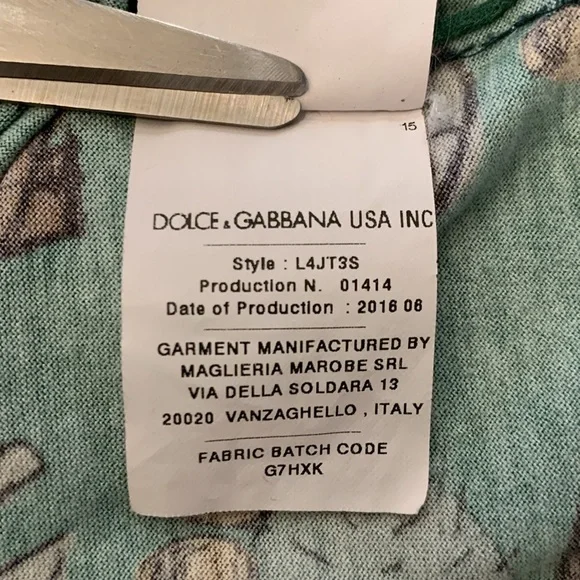 15
DOLCE & GABBANA USA INC
Style : L4JT3S
Production N. 01414
Date of Production : 2016 06
GARMENT MANIFACTURED BY
MAGLIERIA MAROBE SRL
VIA DELLA SOLDARA 13
20020 VANZAGHELLO , ITALY
FABRIC BATCH CODE
G7HXK